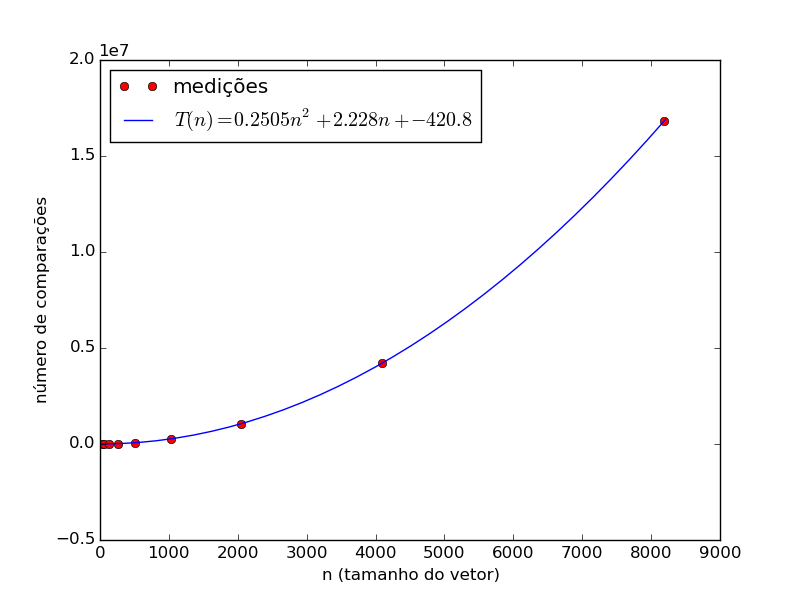 1e7
2.0
1.5
1.0
0.5
0.0
−0.5
número de comparações
medições
T(n)=0.2505n² +2.228n+−420.8
0 1000 2000 3000 4000 5000 6000 7000 8000 9000
n (tamanho do vetor)